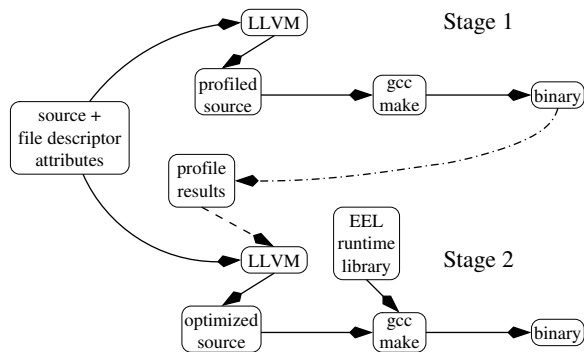 LLVM
Stage 1
profiled
source
gcc
make
binary
source +
file descriptor
attributes
profile
results
EEL
runtime
library
LLVM
Stage 2
optimized
source
gcc
make
binary